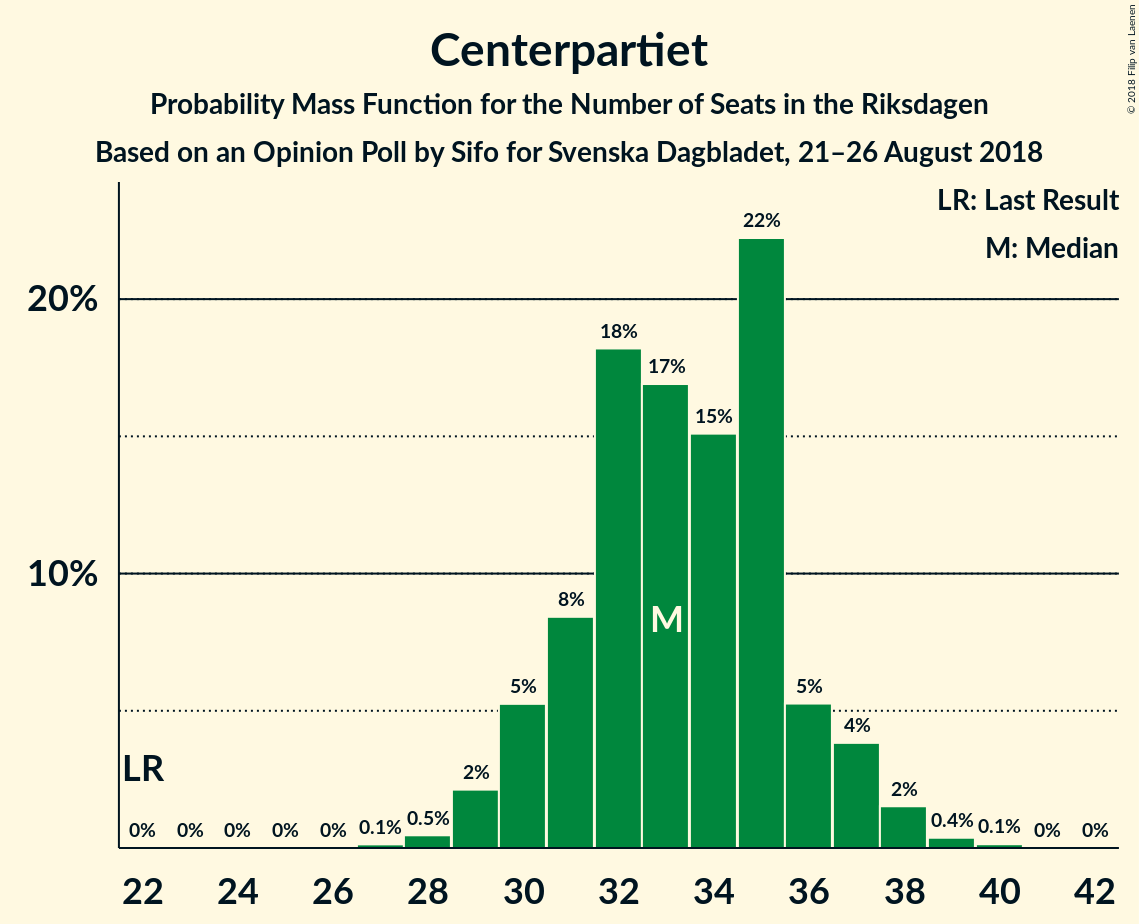 Centerpartiet
Probability Mass Function for the Number of Seats in the Riksdagen
Based on an Opinion Poll by Sifo for Svenska Dagbladet, 21–26 August 2018
© 2018 Filip van Laenen
LR: Last Result
M: Median
20%
10%
0% 0% 0% 0% 0% 0.1% 0.5% 2% 5% 8% 18% 17% 15% 22% 5% 4% 2% 0.4% 0.1% 0% 0%
LR
M
22 24 26 28 30 32 34 36 38 40 42